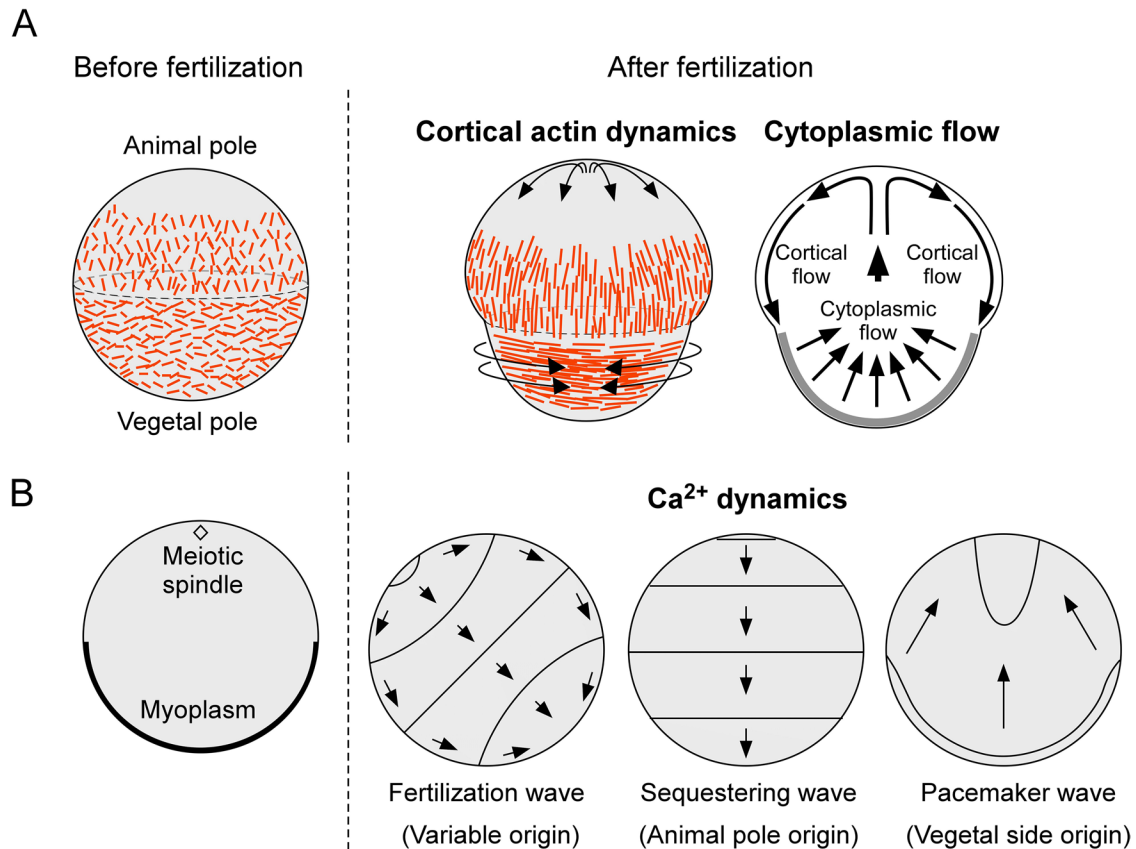 A
Before fertilization
After fertilization
Animal pole
Cortical actin dynamics
Cytoplasmic flow
Cortical
flow
Cortical
flow
Cytoplasmic
flow
Vegetal pole
B
Ca²⁺ dynamics
Meiotic
spindle
Myoplasm
Fertilization wave
(Variable origin)
Sequestering wave
(Animal pole origin)
Pacemaker wave
(Vegetal side origin)